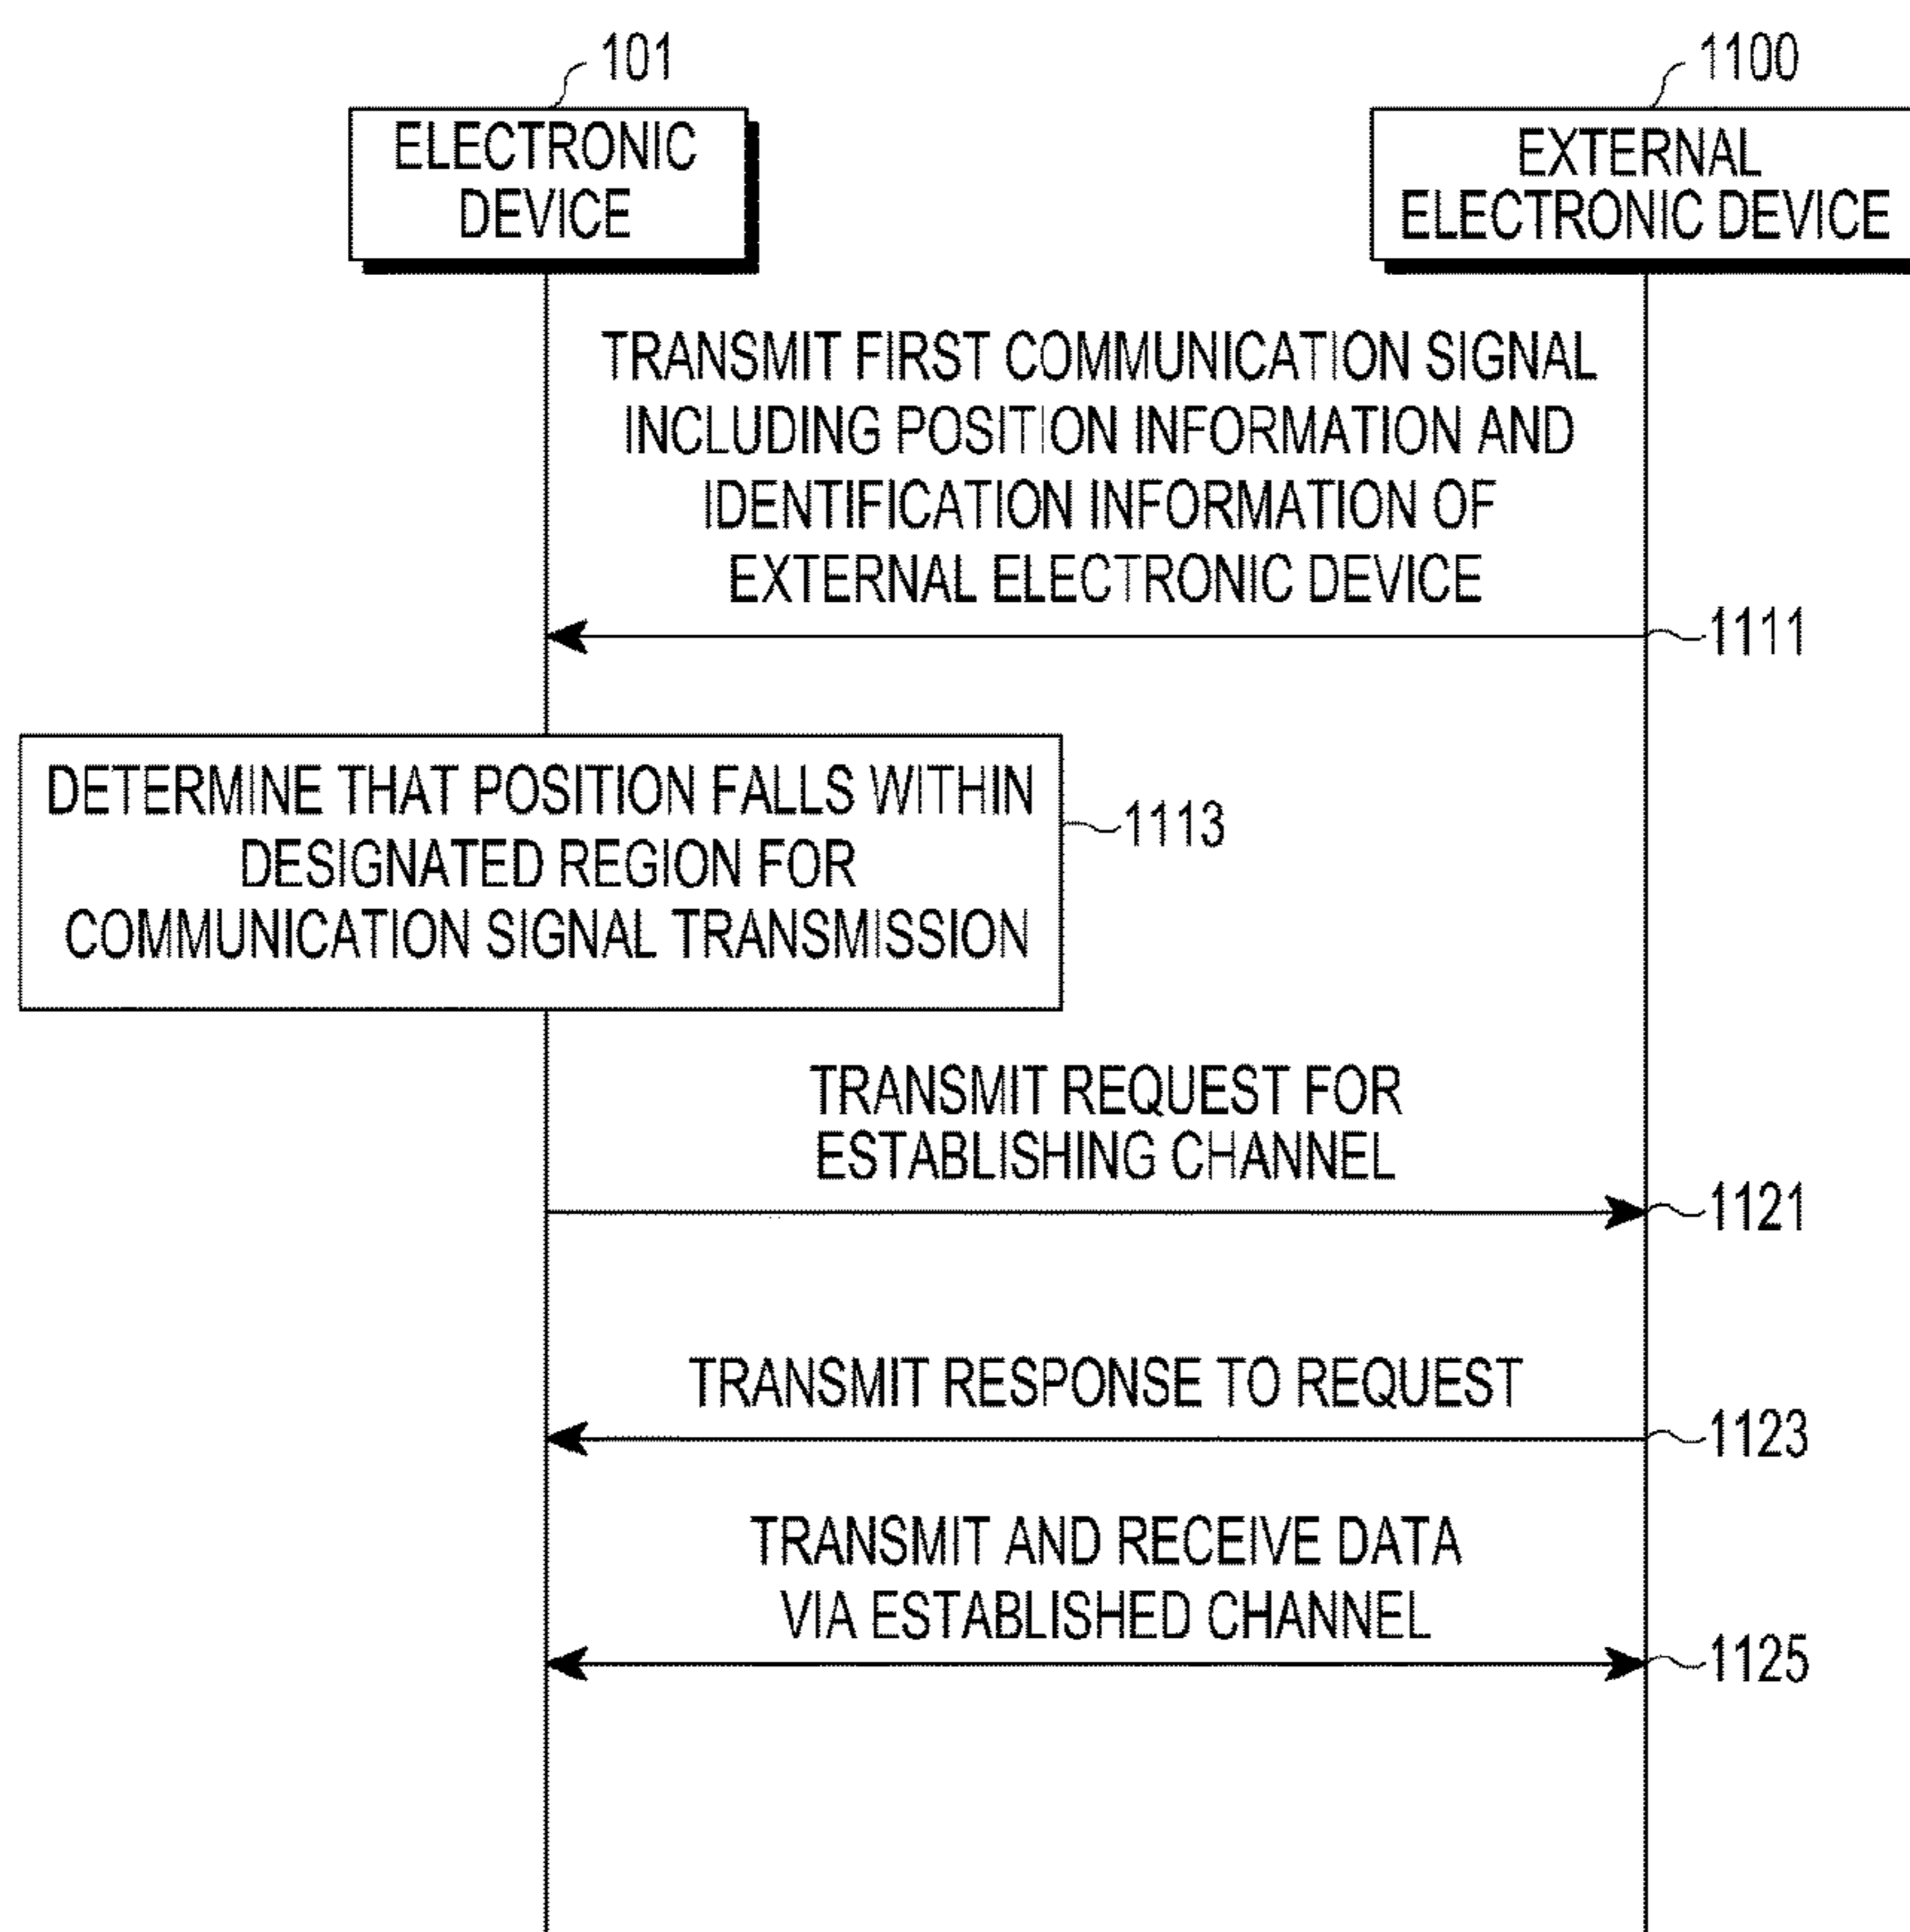 101
1100
ELECTRONIC
DEVICE
EXTERNAL
ELECTRONIC DEVICE
TRANSMIT FIRST COMMUNICATION SIGNAL
INCLUDING POSITION INFORMATION AND
IDENTIFICATION INFORMATION OF
EXTERNAL ELECTRONIC DEVICE
1111
DETERMINE THAT POSITION FALLS WITHIN
DESIGNATED REGION FOR
COMMUNICATION SIGNAL TRANSMISSION
1113
TRANSMIT REQUEST FOR
ESTABLISHING CHANNEL
1121
TRANSMIT RESPONSE TO REQUEST
1123
TRANSMIT AND RECEIVE DATA
VIA ESTABLISHED CHANNEL
1125